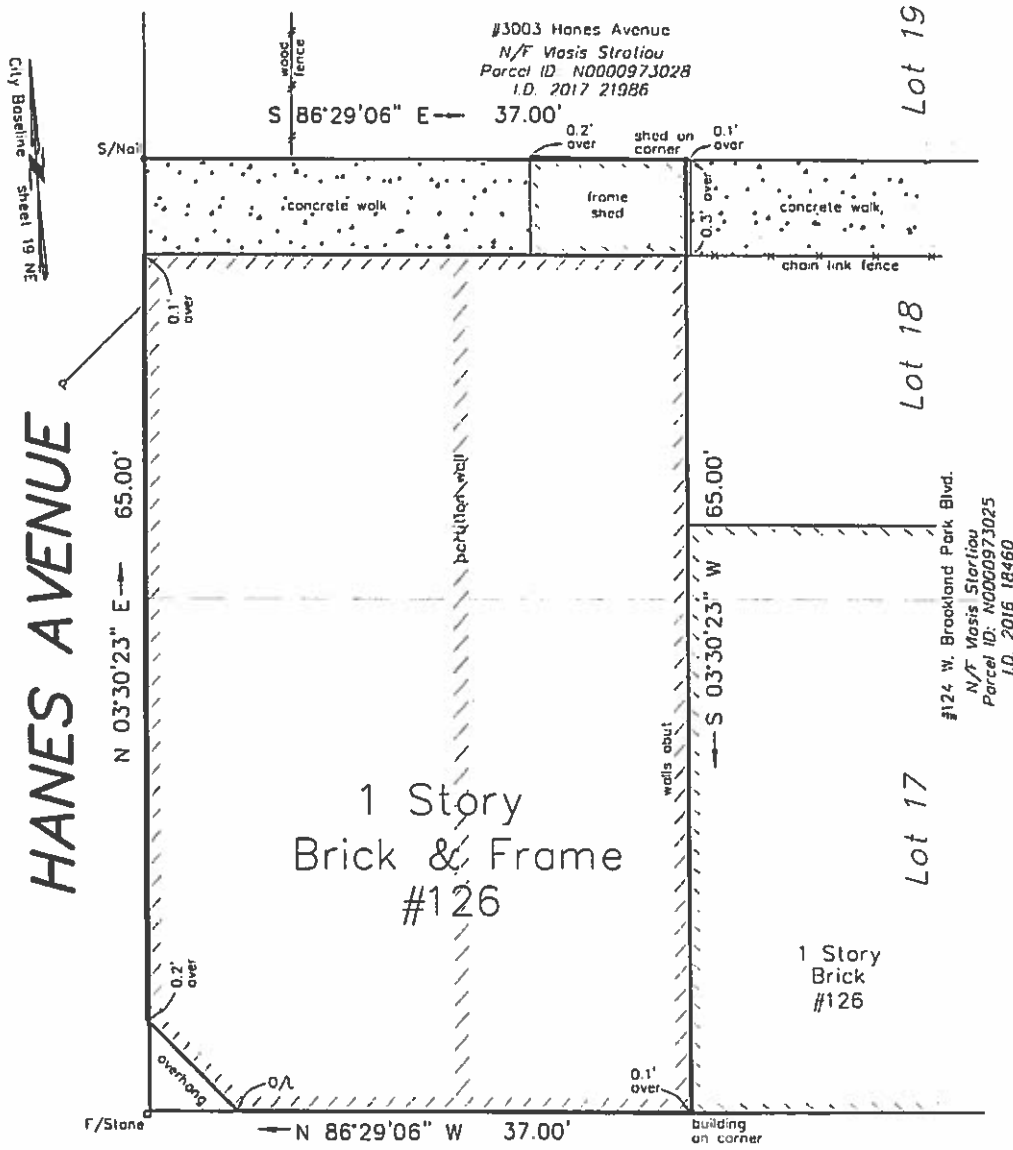 #3003 Hanes Avenue
N/F Vlasis Stratiou
Parcel ID: N0000973028
I.D. 2017 21986
S 86°29'06" E 37.00'
wood
fence
Lot 19
City Baseline sheet 19 NE
S/Nail
0.2'
over
shed on
corner
0.1'
over
concrete walk
frame
shed
0.3' over
concrete walk
chain link fence
0.1'
over
Lot 18
HANES AVENUE
N 03°30'23" E 65.00'
partition wall
S 03°30'23" W 65.00'
walls abut
#124 W. Brookland Park Blvd.
N/F Vlasis Startiou
Parcel ID: N0000973025
I.D. 2016 18460
Lot 17
1 Story
Brick & Frame
#126
1 Story
Brick
#126
0.2'
over
overhang
O/L
0.1'
over
F/Stone
N 86°29'06" W 37.00'
building
on corner